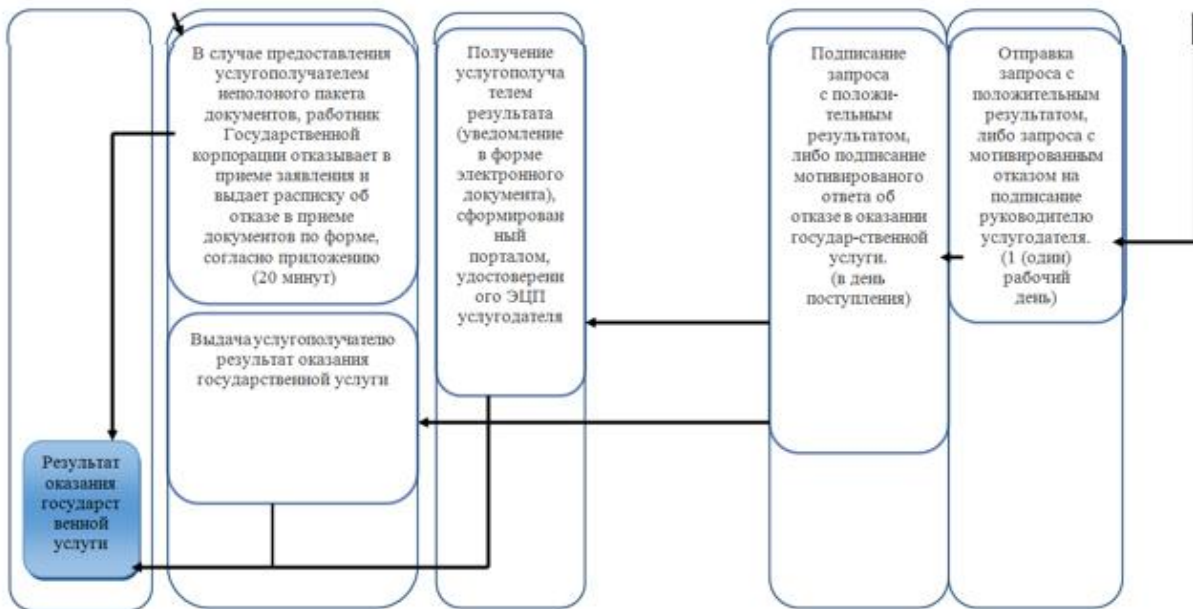 В случае предоставления
услугополучателем
неполоного пакета
документов, работник
Государственной
корпорации отказывает в
приеме заявления и
выдает расписку об
отказе в приеме
документов по форме,
согласно приложению
(20 минут)
Выдача услугополучателю
результат оказания
государственной услуги
Результат
оказания
государст
венной
услуги
Получение
услугополуча
телем
результата
(уведомление
в форме
электронного
документа),
сформирован
ный
порталом,
удостоверенн
ого ЭЦП
услугодателя
Подписание
запроса
с положи-
тельным
результатом,
либо подписание
мотивированого
ответа об
отказе в оказании
государ-ственной
услуги.
(в день
поступления)
Отправка
запроса с
положительным
результатом,
либо запроса с
мотивированным
отказом на
подписание
руководителю
услугодателя.
(1 (один)
рабочий
день)